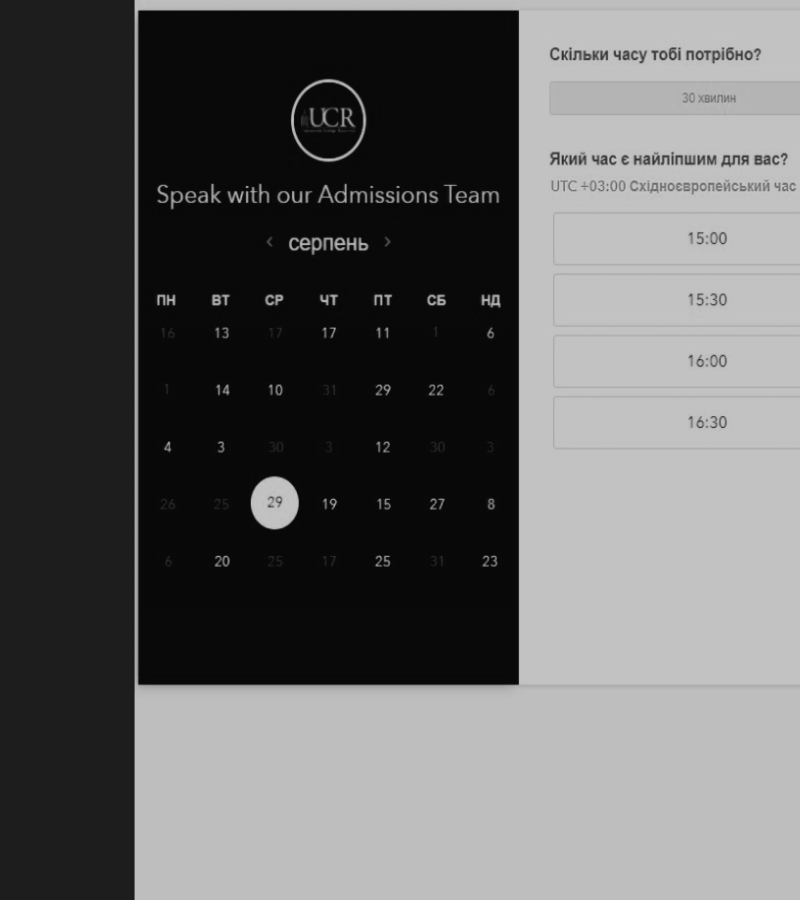 UCR
Speak with our Admissions Team
‹ серпень ›
ПН ВТ СР ЧТ ПТ СБ НД
16 13 17 17 11 1 6
1 14 10 31 29 22 6
4 3 30 3 12 30 3
26 25 29 19 15 27 8
6 20 25 17 25 31 23
Скільки часу тобі потрібно?
30 хвилин
Який час є найліпшим для вас?
UTC +03:00 Східноєвропейський час
15:00
15:30
16:00
16:30